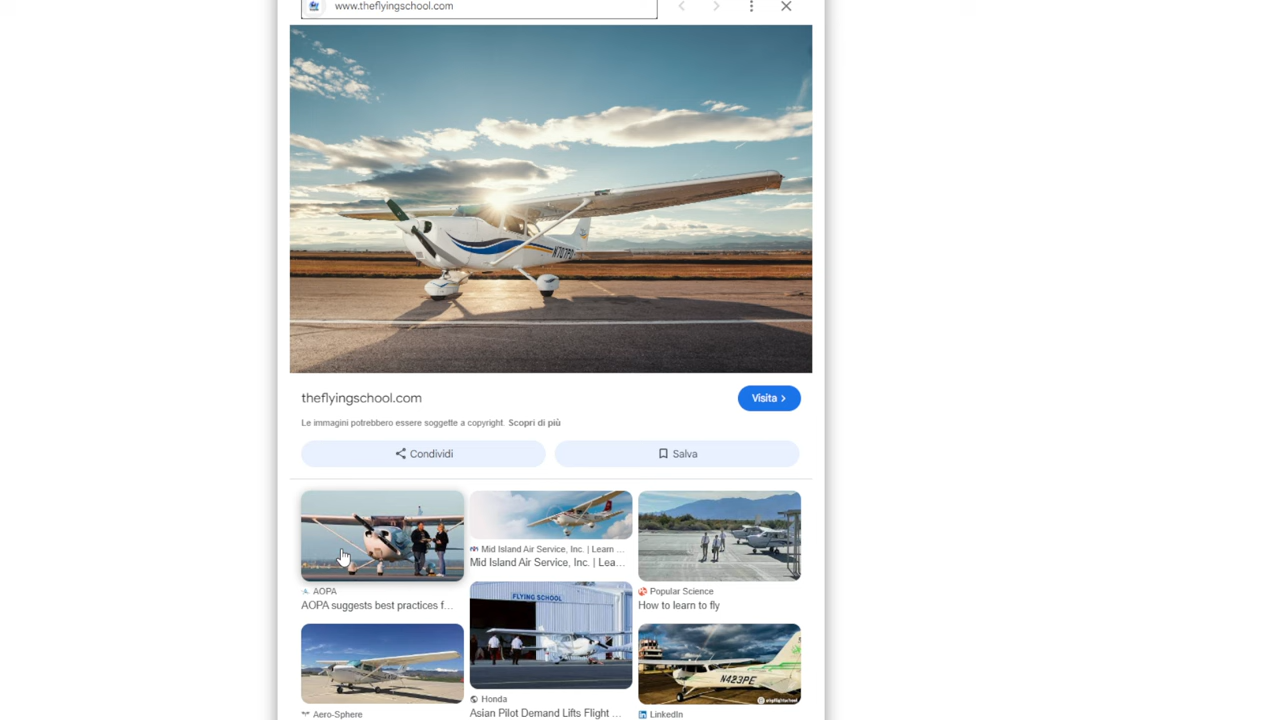 www.theflyingschool.com
N707PD
theflyingschool.com
Visita
Le immagini potrebbero essere soggette a copyright. Scopri di più
Condividi
Salva
Mid Island Air Service, Inc. | Learn ...
Mid Island Air Service, Inc. | Lea...
AOPA
AOPA suggests best practices f...
Popular Science
How to learn to fly
FLYING SCHOOL
N423PE
Honda
Asian Pilot Demand Lifts Flight ...
Aero-Sphere
LinkedIn